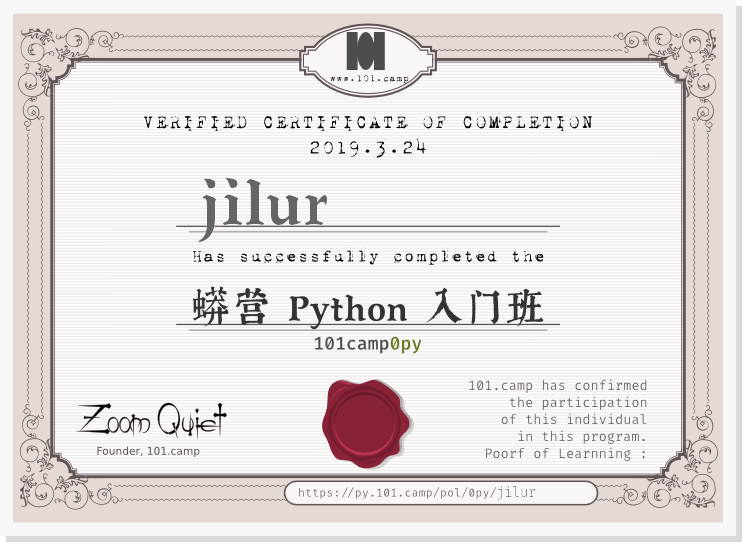 101
www.101.camp
VERIFIED CERTIFICATE OF COMPLETION
2019.3.24
jilur
Has successfully completed the
蟒营 Python 入门班
101camp0py
Zoom Quiet
Founder, 101.camp
101.camp has confirmed
the participation
of this individual
in this program.
Poorf of Learnning :
https://py.101.camp/pol/0py/jilur